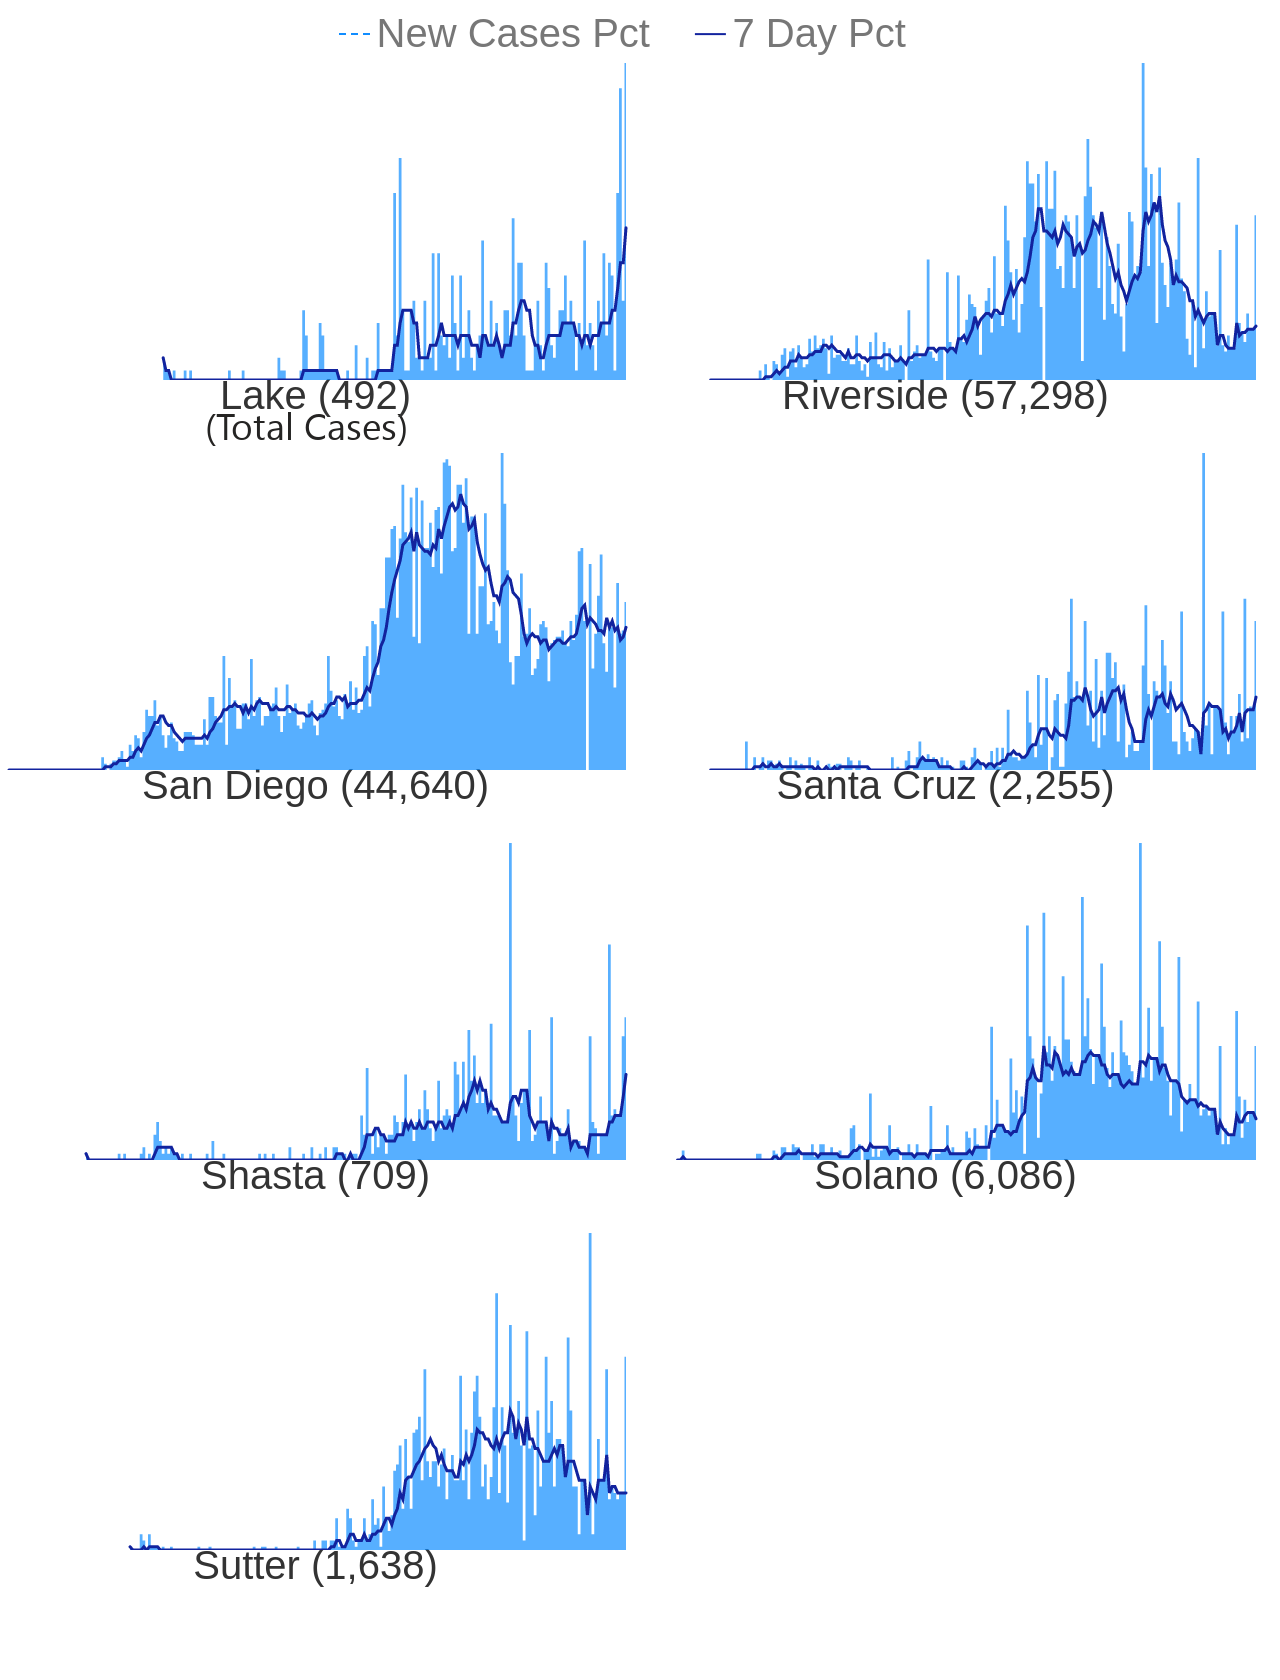 New Cases Pct 7 Day Pct
Lake (492) Riverside (57,298)
(Total Cases)
San Diego (44,640) Santa Cruz (2,255)
Shasta (709) Solano (6,086)
Sutter (1,638)